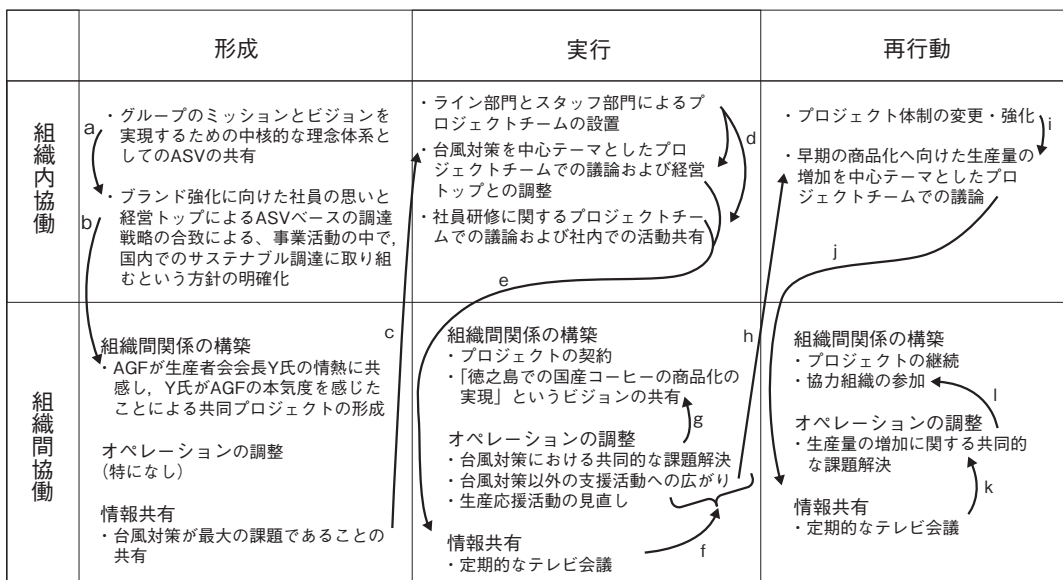 形成
実行
再行動
組織内協働
a
・グループのミッションとビジョンを
実現するための中核的な理念体系と
してのASVの共有
b
・ブランド強化に向けた社員の思いと
経営トップによるASVベースの調達
戦略の合致による、事業活動の中で,
国内でのサステナブル調達に取り組
むという方針の明確化
・ライン部門とスタッフ部門によるプ
ロジェクトチームの設置
d
・台風対策を中心テーマとしたプロ
ジェクトチームでの議論および経営
トップとの調整
・社員研修に関するプロジェクトチー
ムでの議論および社内での活動共有
e
・プロジェクト体制の変更・強化
i
・早期の商品化へ向けた生産量の
増加を中心テーマとしたプロ
ジェクトチームでの議論
j
組織間協働
組織間関係の構築
・AGFが生産者会会長Y氏の情熱に共
感し，Y氏がAGFの本気度を感じた
ことによる共同プロジェクトの形成
オペレーションの調整
(特になし)
情報共有
・台風対策が最大の課題であることの
共有
c
組織間関係の構築
・プロジェクトの契約
・「徳之島での国産コーヒーの商品化の
実現」というビジョンの共有
g
オペレーションの調整
・台風対策における共同的な課題解決
・台風対策以外の支援活動への広がり
・生産応援活動の見直し
情報共有
・定期的なテレビ会議
f
h
組織間関係の構築
・プロジェクトの継続
・協力組織の参加
l
オペレーションの調整
・生産量の増加に関する共同的
な課題解決
k
情報共有
・定期的なテレビ会議